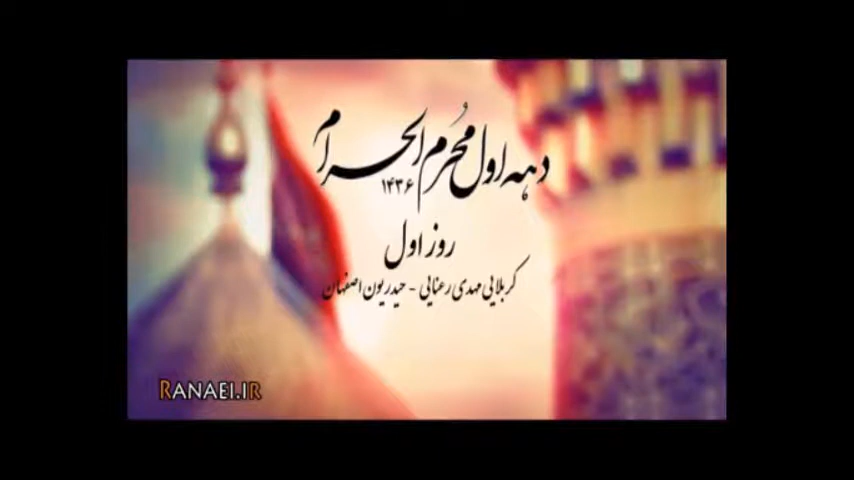 دهه اول محرم الحرام
۱۴۳۶
روز اول
کربلایی مهدی رعنایی - حیدریون اصفهان
RANAEI.IR